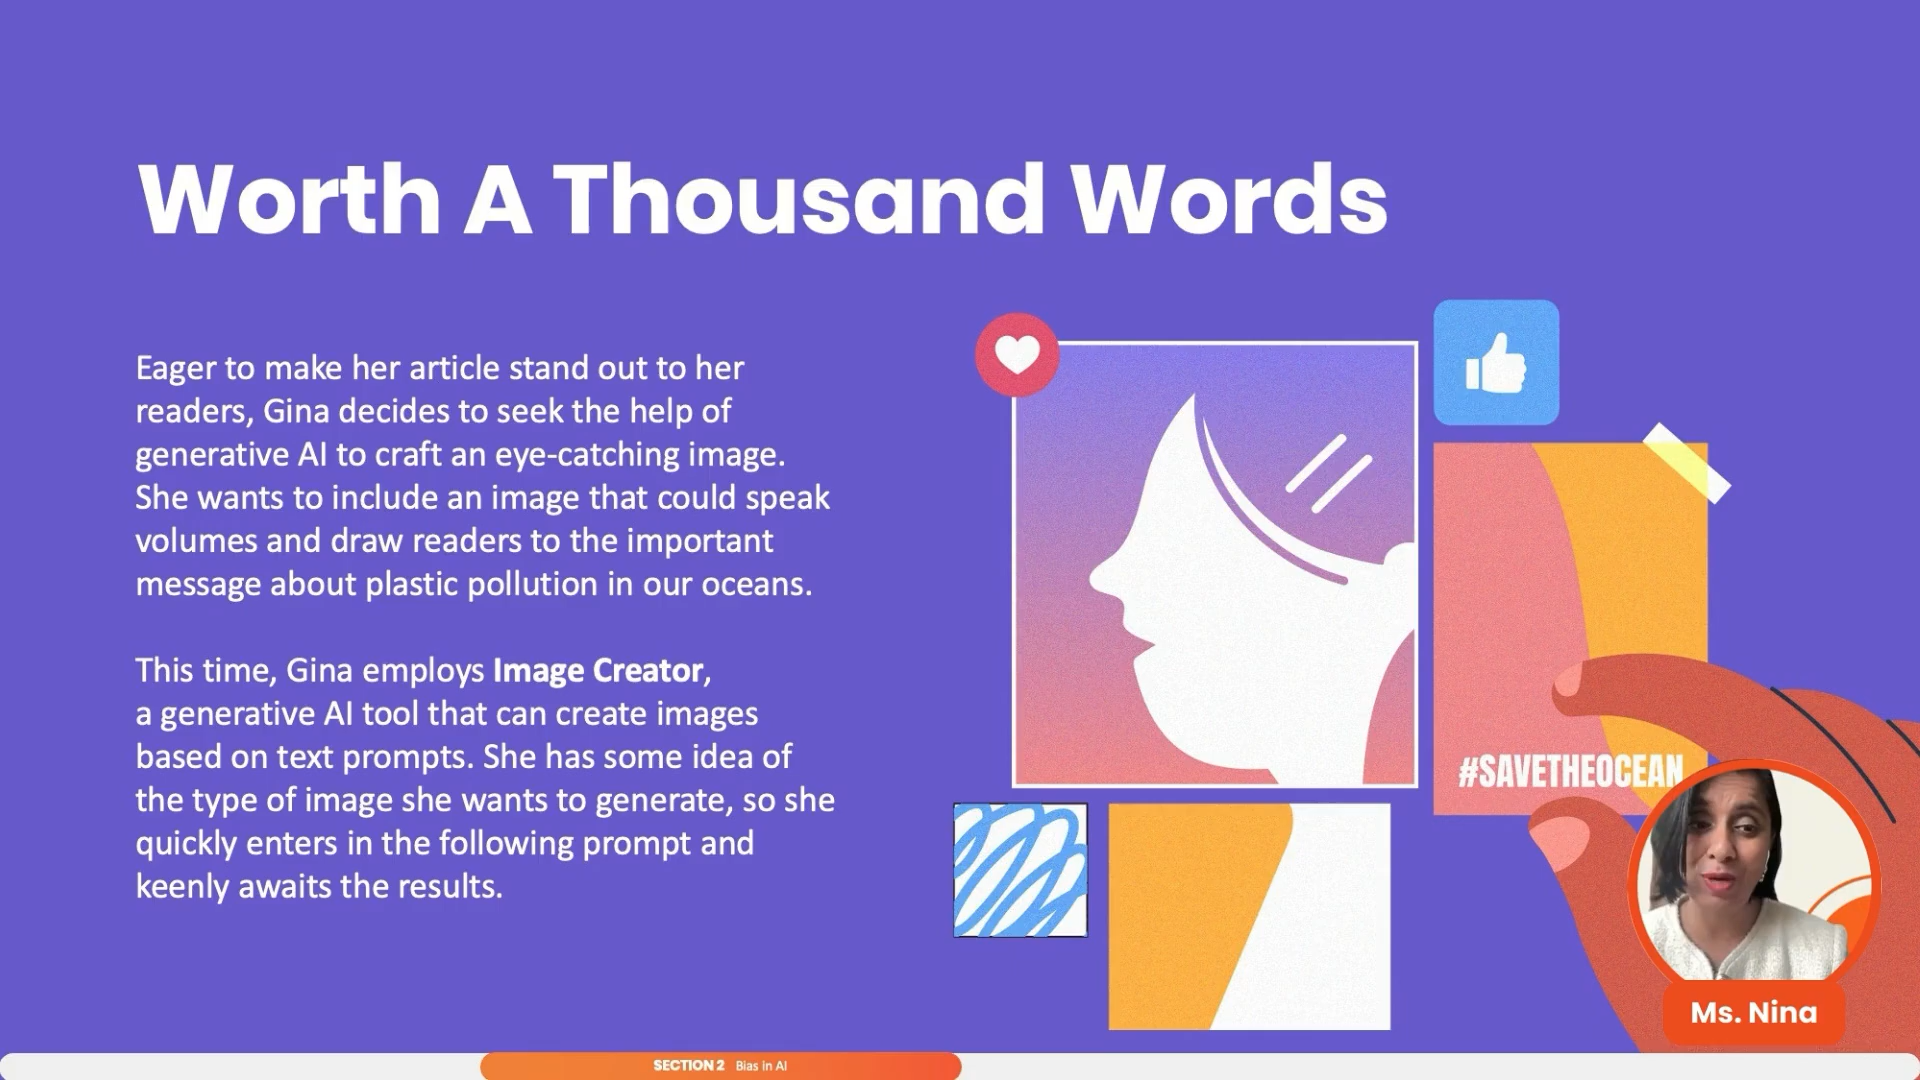 Worth A Thousand Words
Eager to make her article stand out to her
readers, Gina decides to seek the help of
generative AI to craft an eye-catching image.
She wants to include an image that could speak
volumes and draw readers to the important
message about plastic pollution in our oceans.
This time, Gina employs Image Creator,
a generative AI tool that can create images
based on text prompts. She has some idea of
the type of image she wants to generate, so she
quickly enters in the following prompt and
keenly awaits the results.
#SAVETHEOCEAN
Ms. Nina
SECTION 2 Bias in AI